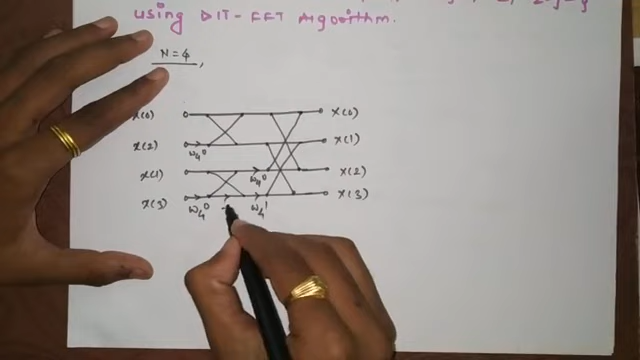 using DIT-FFT Algorithm.
N=4,
x(0) X(0)
x(2) X(1)
W₄⁰
x(1) W₄⁰ X(2)
x(3) X(3)
W₄⁰ W₄¹